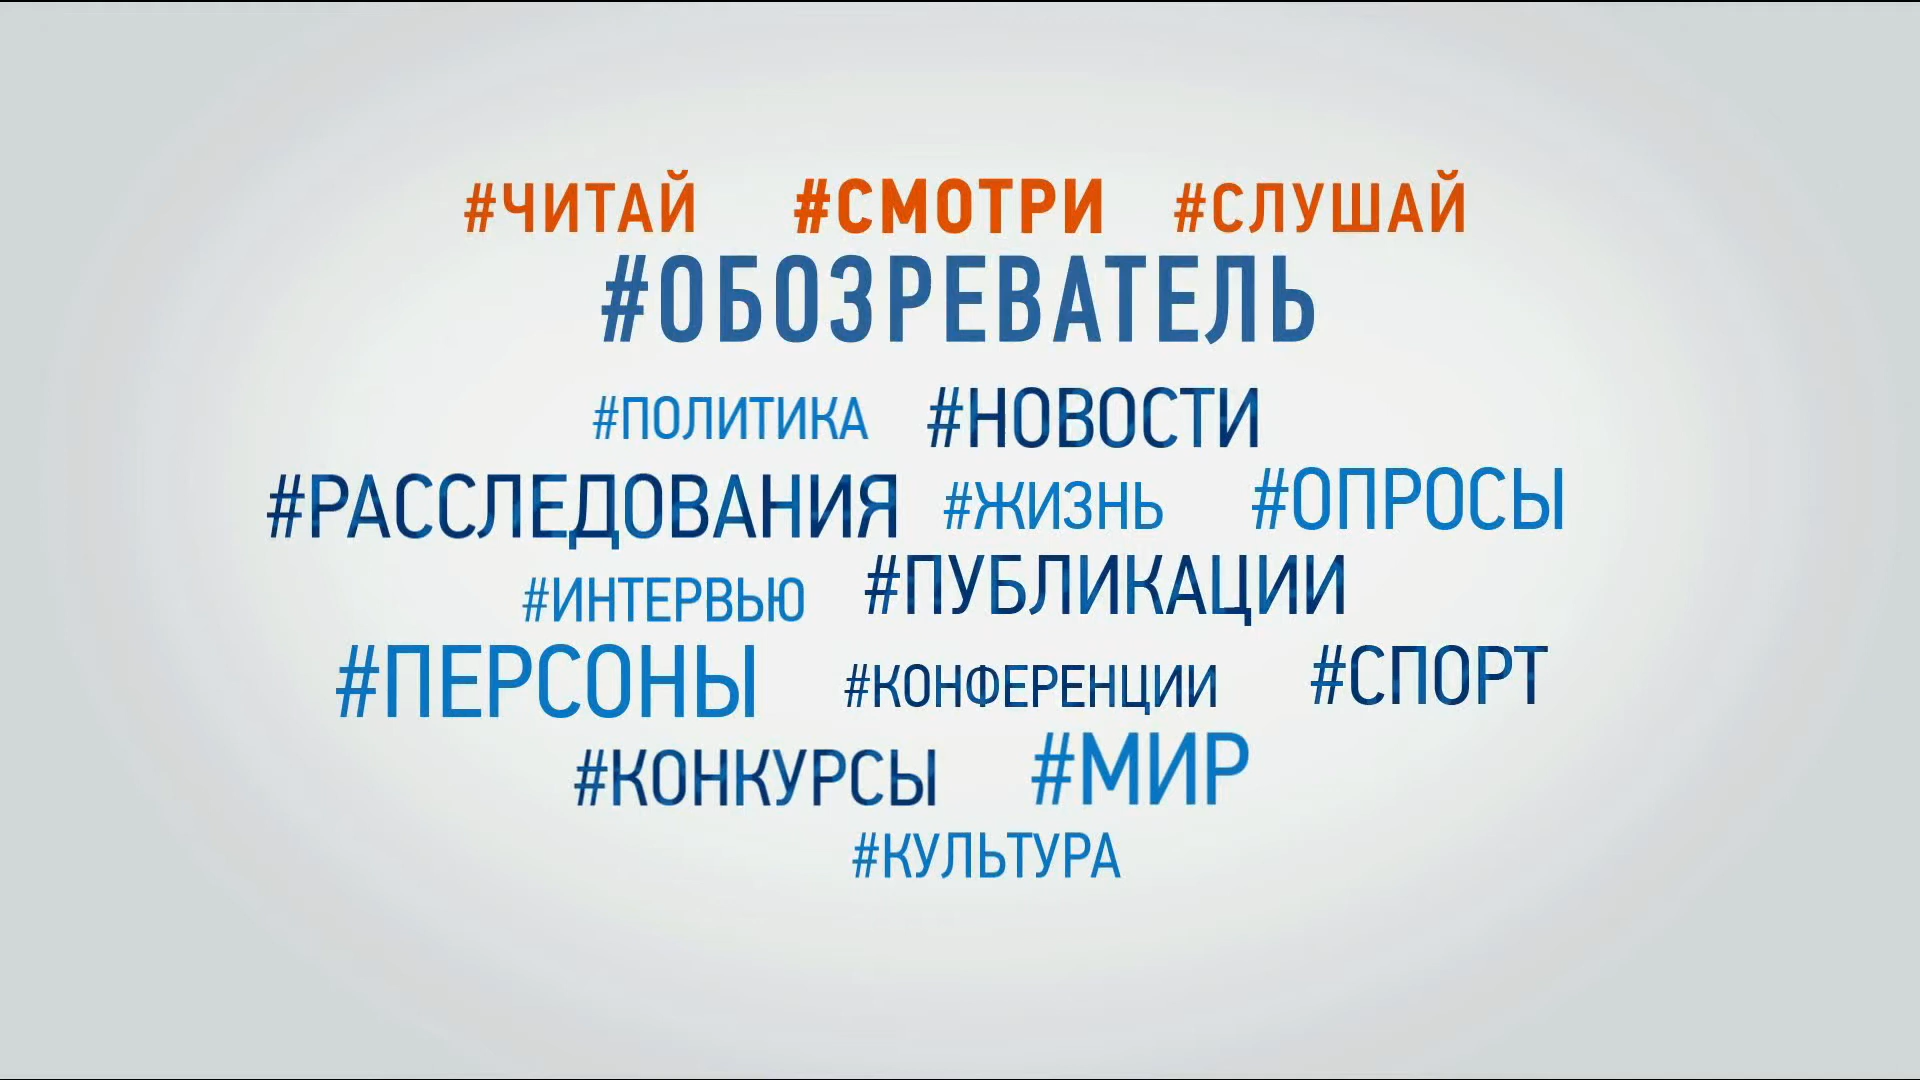 #ЧИТАЙ #СМОТРИ #СЛУШАЙ
#ОБОЗРЕВАТЕЛЬ
#ПОЛИТИКА #НОВОСТИ
#РАССЛЕДОВАНИЯ #ЖИЗНЬ #ОПРОСЫ
#ИНТЕРВЬЮ #ПУБЛИКАЦИИ
#ПЕРСОНЫ #КОНФЕРЕНЦИИ #СПОРТ
#КОНКУРСЫ #МИР
#КУЛЬТУРА